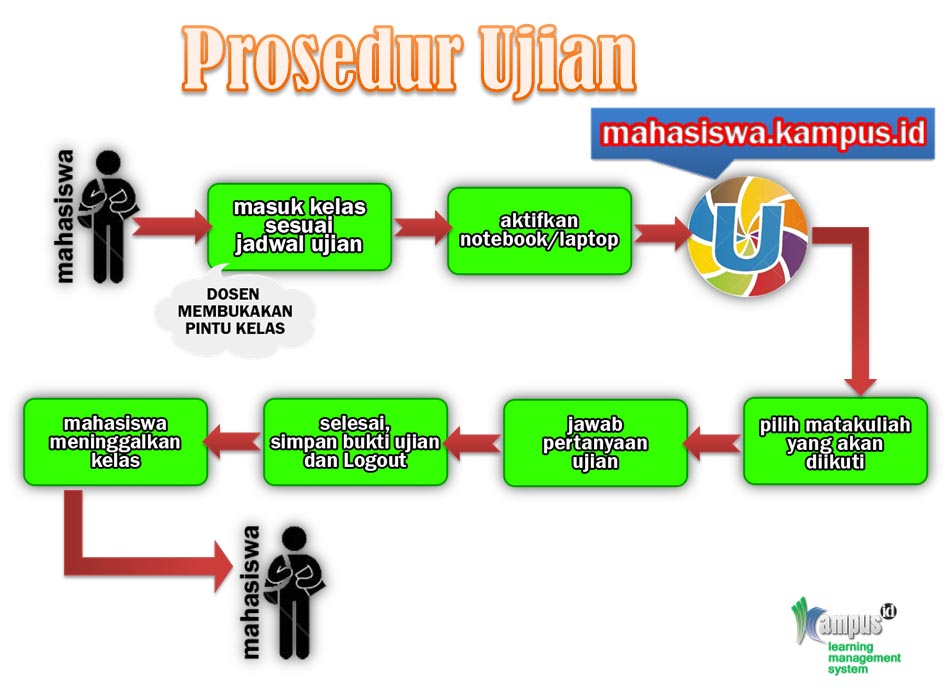 Prosedur Ujian
mahasiswa.kampus.id
mahasiswa
masuk kelas
sesuai
jadwal ujian
aktifkan
notebook/laptop
U
DOSEN
MEMBUKAKAN
PINTU KELAS
pilih matakuliah
yang akan
diikuti
jawab
pertanyaan
ujian
selesai,
simpan bukti ujian
dan Logout
mahasiswa
meninggalkan
kelas
mahasiswa
Kampus id
learning
management
system